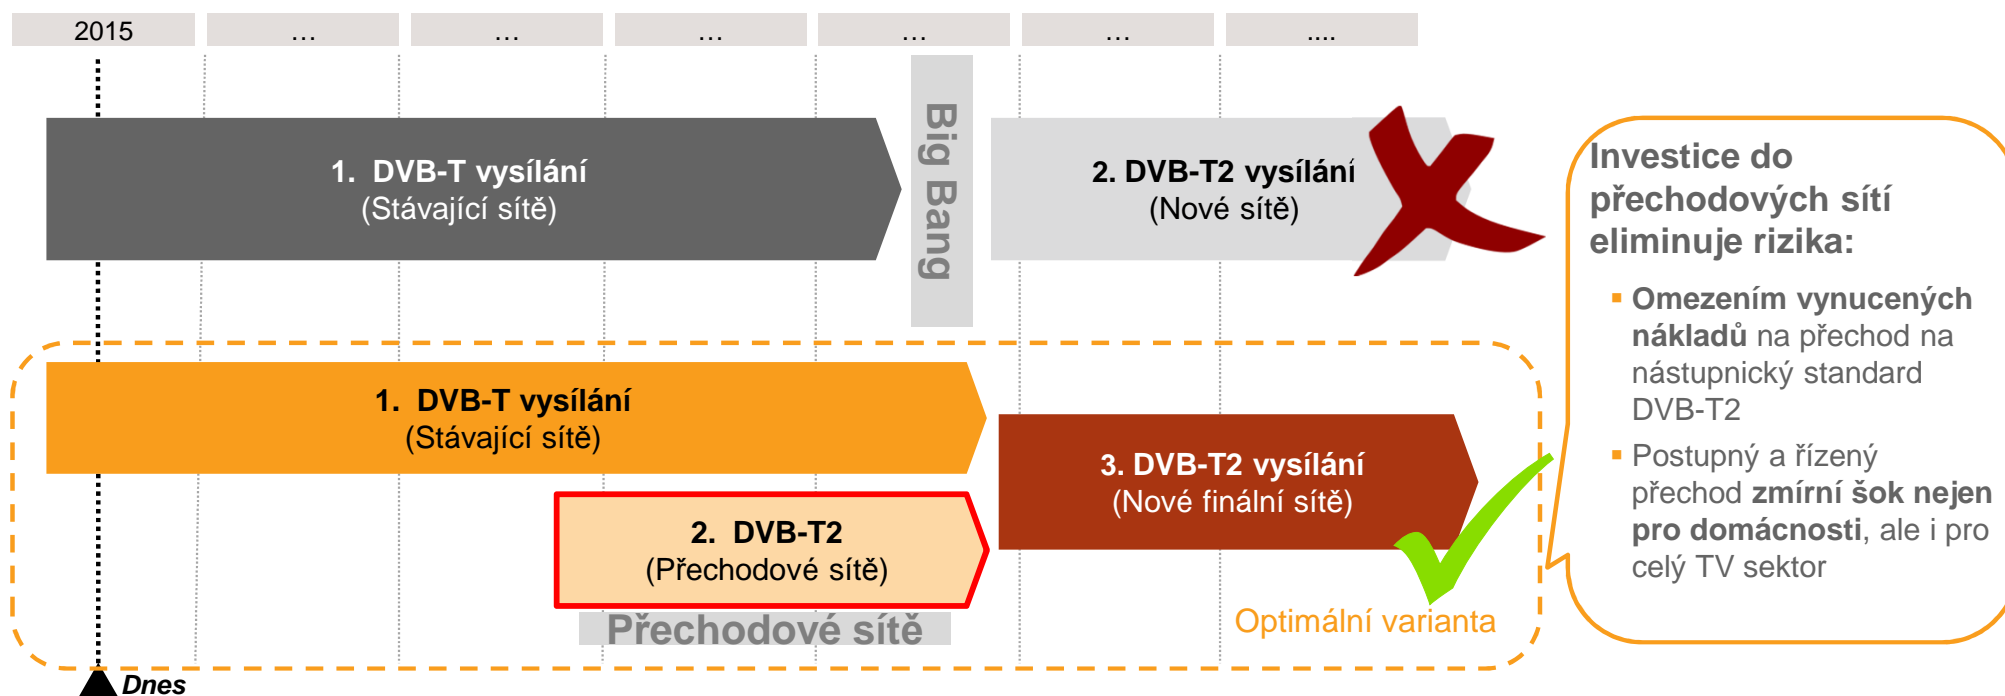 2015
…
…
…
…
…
....
1. DVB-T vysílání
(Stávající sítě)
Big Bang
2. DVB-T2 vysílání
(Nové sítě)
1. DVB-T vysílání
(Stávající sítě)
2. DVB-T2
(Přechodové sítě)
Přechodové sítě
3. DVB-T2 vysílání
(Nové finální sítě)
Optimální varianta
Dnes
Investice do
přechodových sítí
eliminuje rizika:
▪ Omezením vynucených
nákladů na přechod na
nástupnický standard
DVB-T2
▪ Postupný a řízený
přechod zmírní šok nejen
pro domácnosti, ale i pro
celý TV sektor